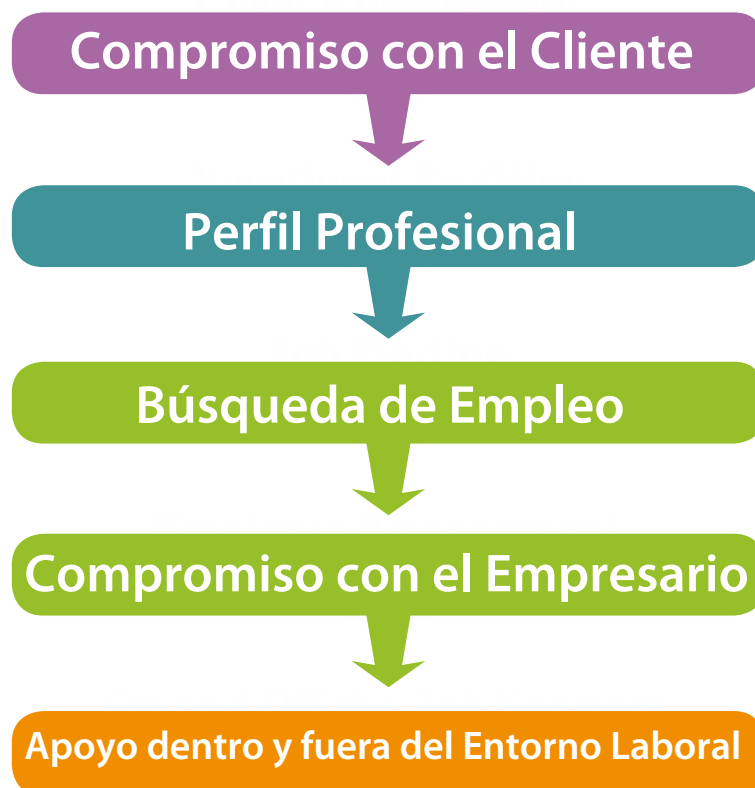 Compromiso con el Cliente
Perfil Profesional
Búsqueda de Empleo
Compromiso con el Empresario
Apoyo dentro y fuera del Entorno Laboral